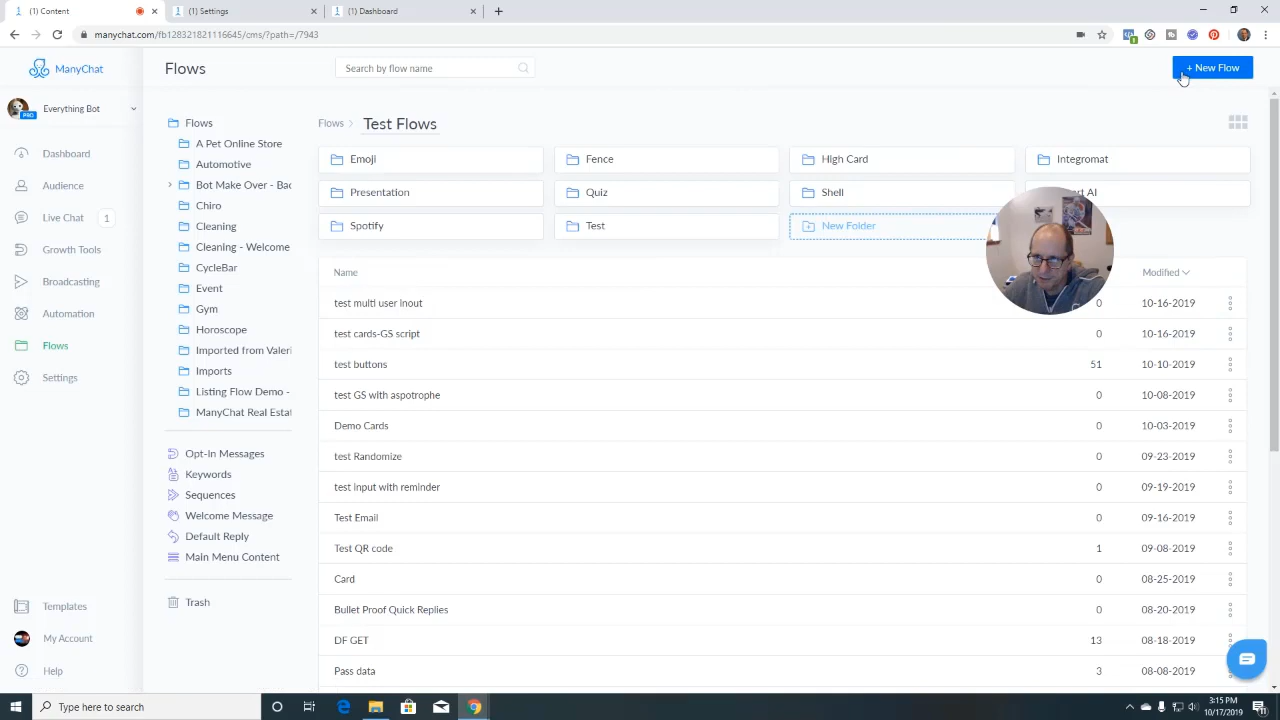 (1) Content
(1) Settings
(1) Dashboard
manychat.com/fb128321821116645/cms/?path=/7943
ManyChat
Flows
Search by flow name
+ New Flow
PRO
Everything Bot
Dashboard
Audience
Live Chat 1
Growth Tools
Broadcasting
Automation
Flows
Settings
Templates
My Account
Help
Flows
A Pet Online Store
Automotive
Bot Make Over - Bac
Chiro
Cleaning
Cleaning - Welcome
CycleBar
Event
Gym
Horoscope
Imported from Valeri
Imports
Listing Flow Demo -
ManyChat Real Estat
Opt-In Messages
Keywords
Sequences
Welcome Message
Default Reply
Main Menu Content
Trash
Flows > Test Flows
Emoji
Fence
High Card
Integromat
Presentation
Quiz
Shell
AI
Spotify
Test
New Folder
Name
Modified
test multi user inout 0 10-16-2019
test cards-GS script 0 10-16-2019
test buttons 51 10-10-2019
test GS with aspotrophe 0 10-08-2019
Demo Cards 0 10-03-2019
test Randomize 0 09-23-2019
test input with reminder 0 09-19-2019
Test Email 0 09-16-2019
Test QR code 1 09-08-2019
Card 0 08-25-2019
Bullet Proof Quick Replies 0 08-20-2019
DF GET 13 08-18-2019
Pass data 3 08-08-2019
Type here to search
3:15 PM
10/17/2019